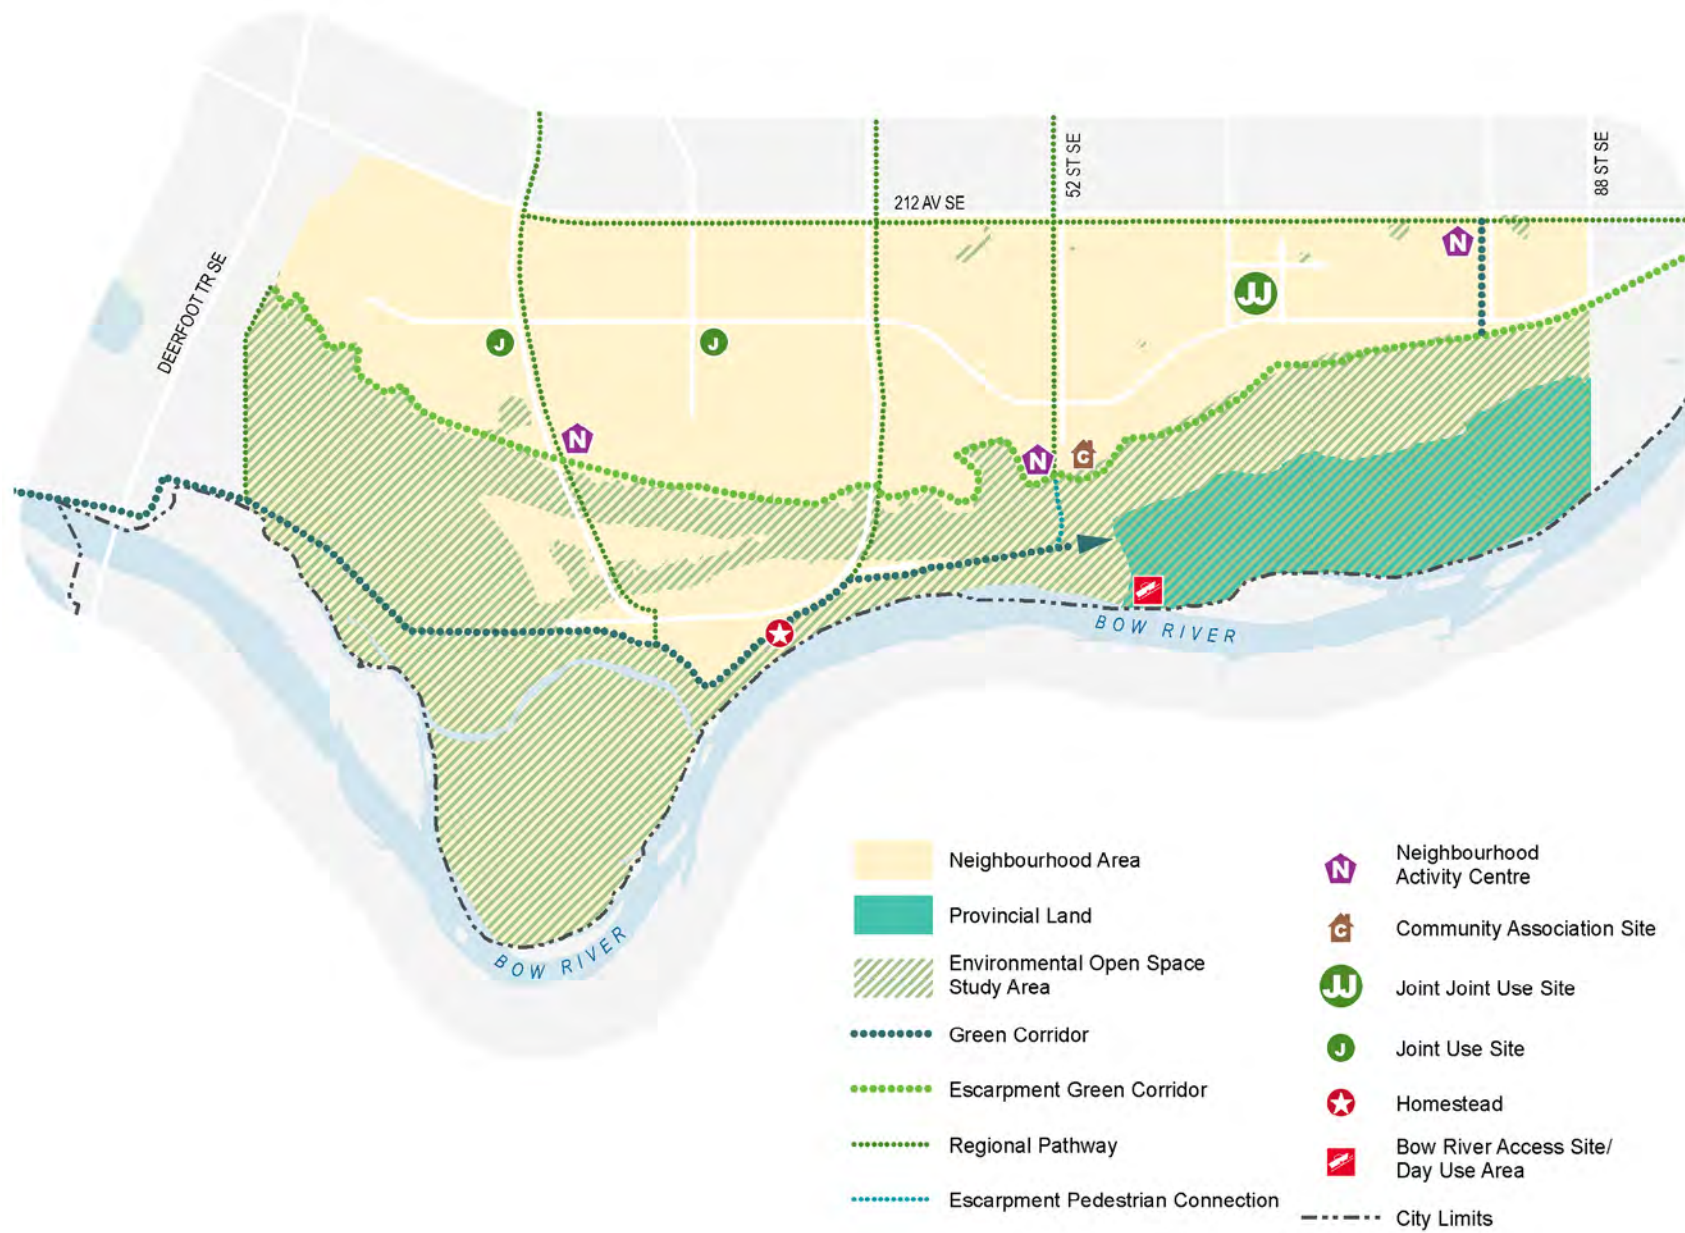 212 AV SE
52 ST SE
88 ST SE
DEERFOOT TR SE
N
JJ
J
J
N
N
C
BOW RIVER
BOW RIVER
Neighbourhood Area
Provincial Land
Environmental Open Space
Study Area
Green Corridor
Escarpment Green Corridor
Regional Pathway
Escarpment Pedestrian Connection
N
Neighbourhood
Activity Centre
C
Community Association Site
JJ
Joint Joint Use Site
J
Joint Use Site
Homestead
Bow River Access Site/
Day Use Area
City Limits